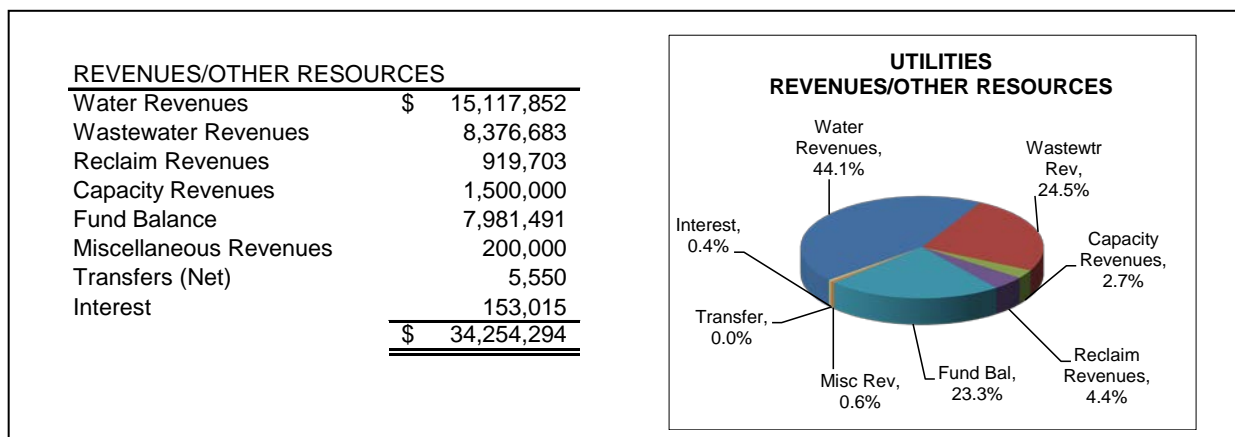 REVENUES/OTHER RESOURCES
Water Revenues $ 15,117,852
Wastewater Revenues 8,376,683
Reclaim Revenues 919,703
Capacity Revenues 1,500,000
Fund Balance 7,981,491
Miscellaneous Revenues 200,000
Transfers (Net) 5,550
Interest 153,015
$ 34,254,294
UTILITIES
REVENUES/OTHER RESOURCES
Water
Revenues,
44.1%
Wastewtr
Rev,
24.5%
Capacity
Revenues,
2.7%
Reclaim
Revenues,
4.4%
Fund Bal,
23.3%
Misc Rev,
0.6%
Transfer,
0.0%
Interest,
0.4%